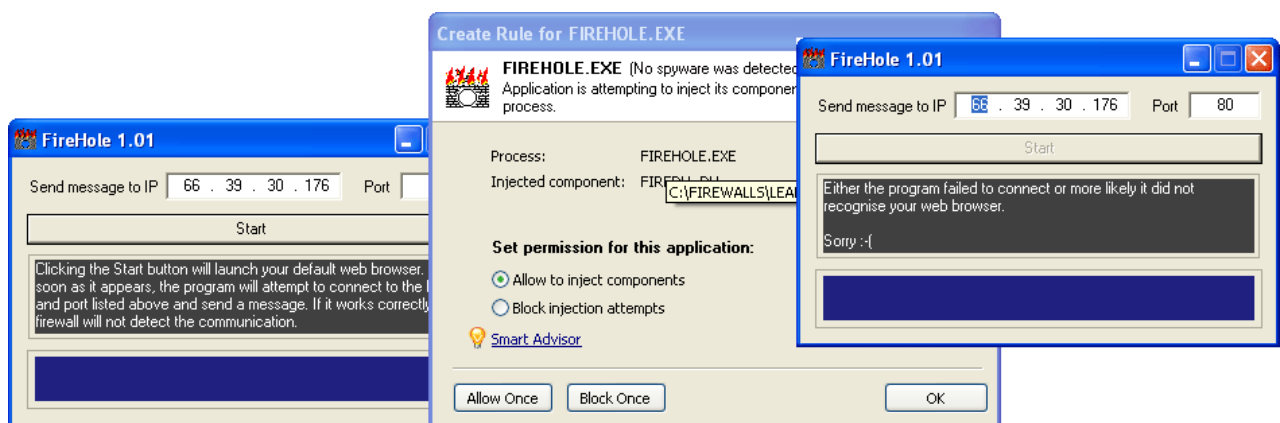 FireHole 1.01
Send message to IP 66 . 39 . 30 . 176 Port
Start
Clicking the Start button will launch your default web browser.
soon as it appears, the program will attempt to connect to the
and port listed above and send a message. If it works correctly
firewall will not detect the communication.
Create Rule for FIREHOLE.EXE
FIREHOLE.EXE (No spyware was detected
Application is attempting to inject its
process.
Process: FIREHOLE.EXE
Injected component:
C:\FIREWALLS\LEA
Set permission for this application:
Allow to inject components
Block injection attempts
Smart Advisor
Allow Once Block Once OK
FireHole 1.01
Send message to IP 66 . 39 . 30 . 176 Port 80
Start
Either the program failed to connect or more likely it did not
recognise your web browser.
Sorry :-(